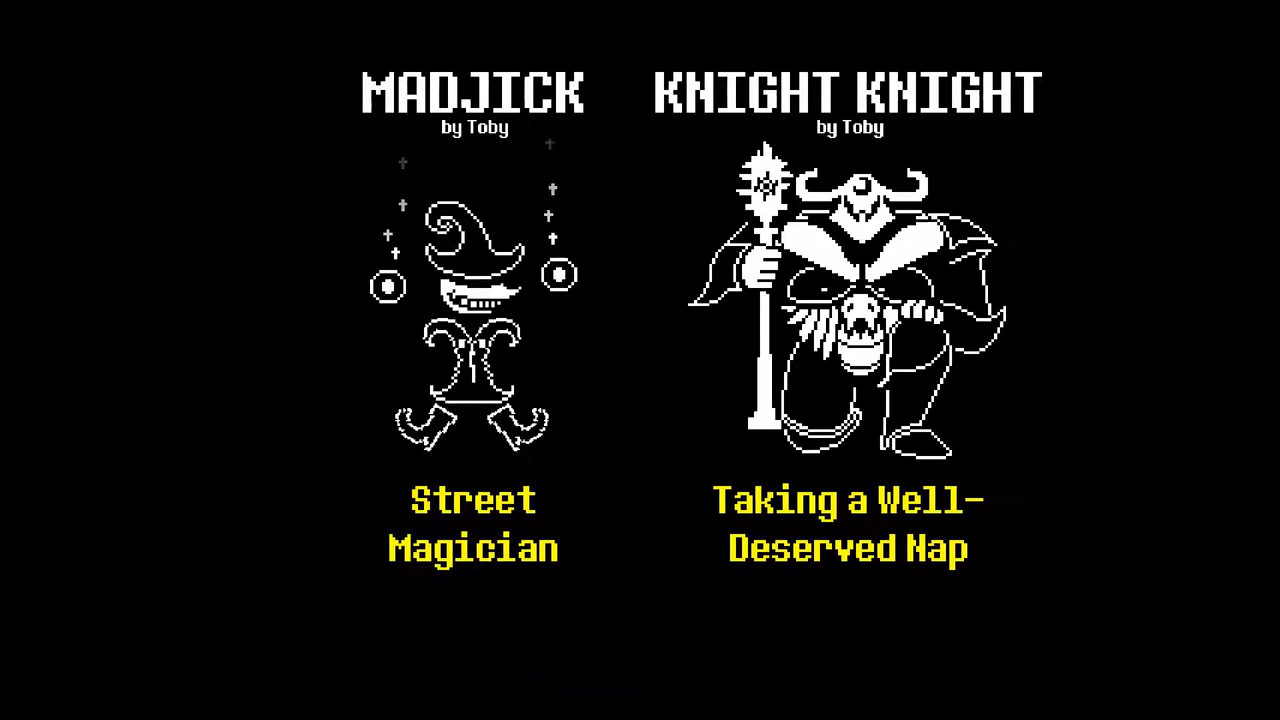 MADJICK
by Toby
Street
Magician
KNIGHT KNIGHT
by Toby
Taking a Well-
Deserved Nap